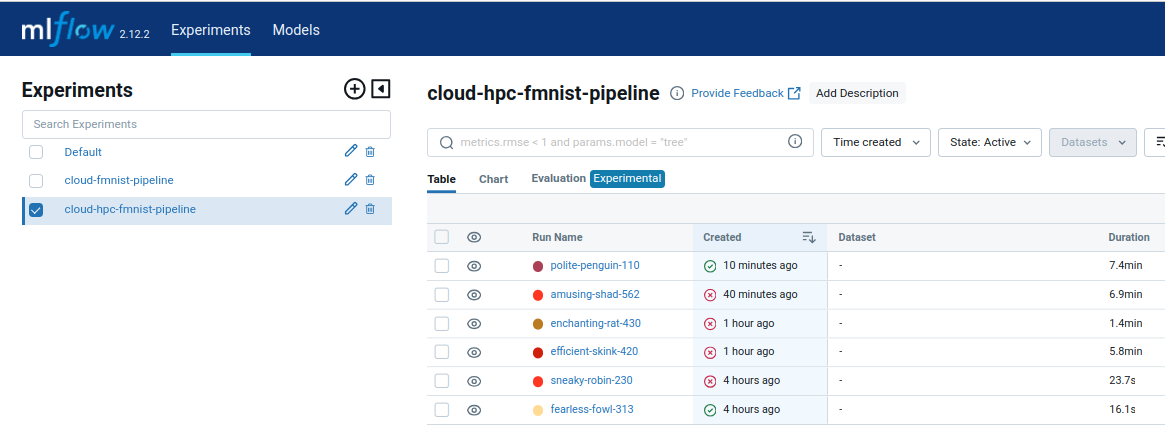 mlflow 2.12.2 Experiments Models
Experiments
Search Experiments
Default
cloud-fmnist-pipeline
cloud-hpc-fmnist-pipeline
cloud-hpc-fmnist-pipeline Provide Feedback Add Description
metrics.rmse < 1 and params.model = "tree" Time created State: Active Datasets
Table Chart Evaluation Experimental
Run Name Created Dataset Duration
polite-penguin-110 10 minutes ago - 7.4min
amusing-shad-562 40 minutes ago - 6.9min
enchanting-rat-430 1 hour ago - 1.4min
efficient-skink-420 1 hour ago - 5.8min
sneaky-robin-230 4 hours ago - 23.7s
fearless-fowl-313 4 hours ago - 16.1s